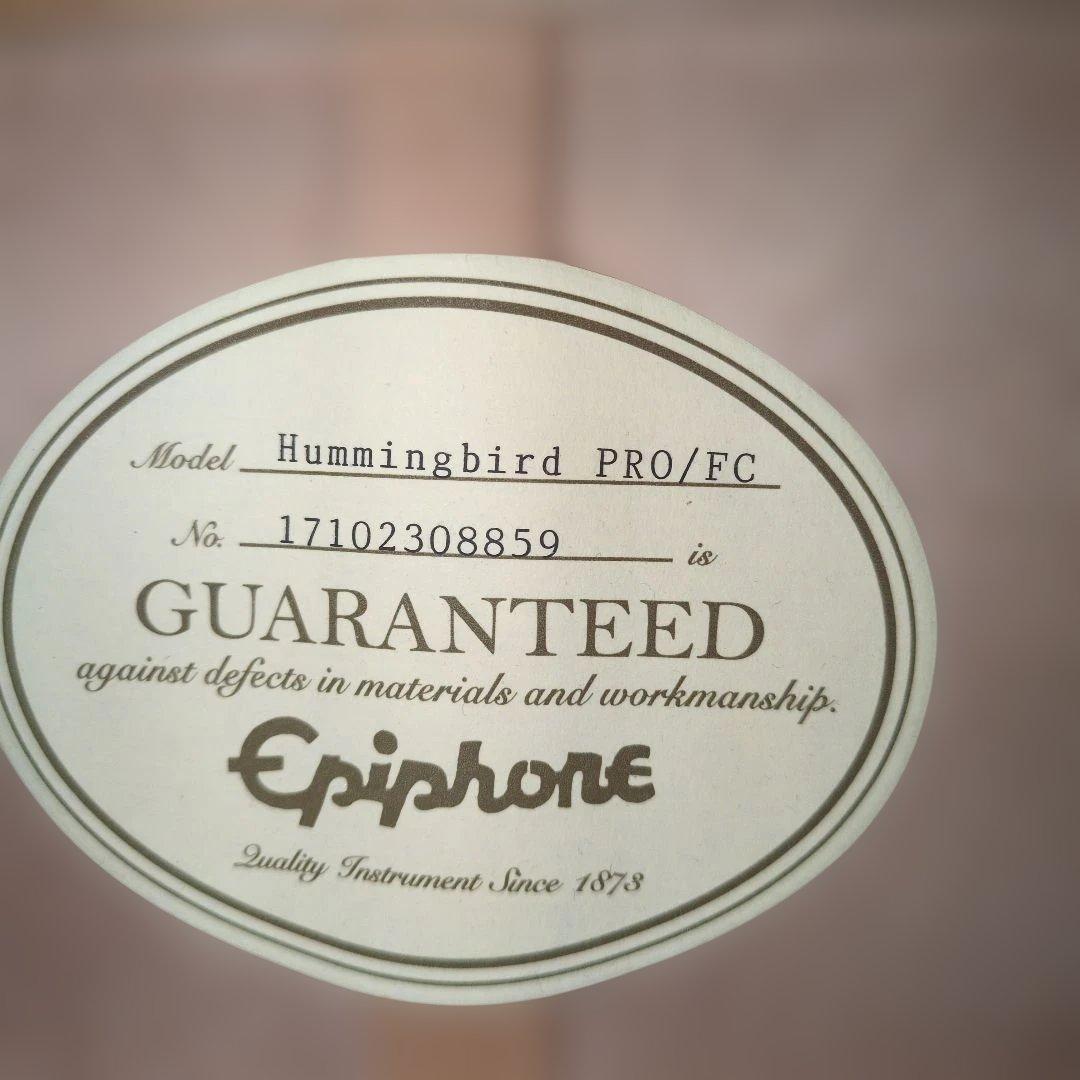 Model Hummingbird PRO/FC
No. 17102308859 is
GUARANTEED
against defects in materials and workmanship.
Epiphone
Quality Instrument Since 1873